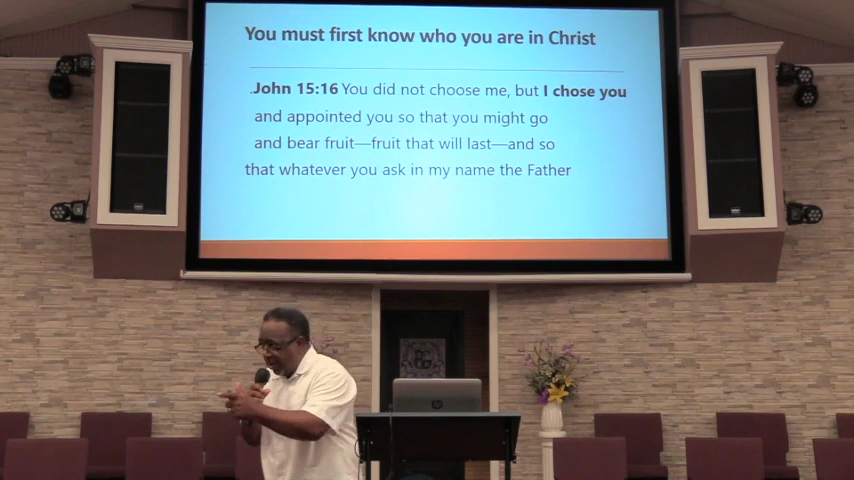 You must first know who you are in Christ
.John 15:16 You did not choose me, but I chose you
and appointed you so that you might go
and bear fruit—fruit that will last—and so
that whatever you ask in my name the Father
hp